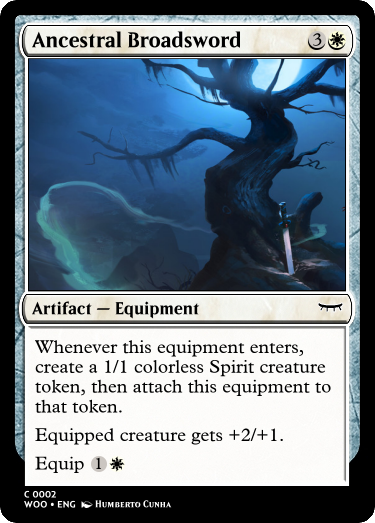 Ancestral Broadsword 3
Artifact — Equipment
Whenever this equipment enters,
create a 1/1 colorless Spirit creature
token, then attach this equipment to
that token.
Equipped creature gets +2/+1.
Equip 1
C 0002
WOO • ENG Humberto Cunha